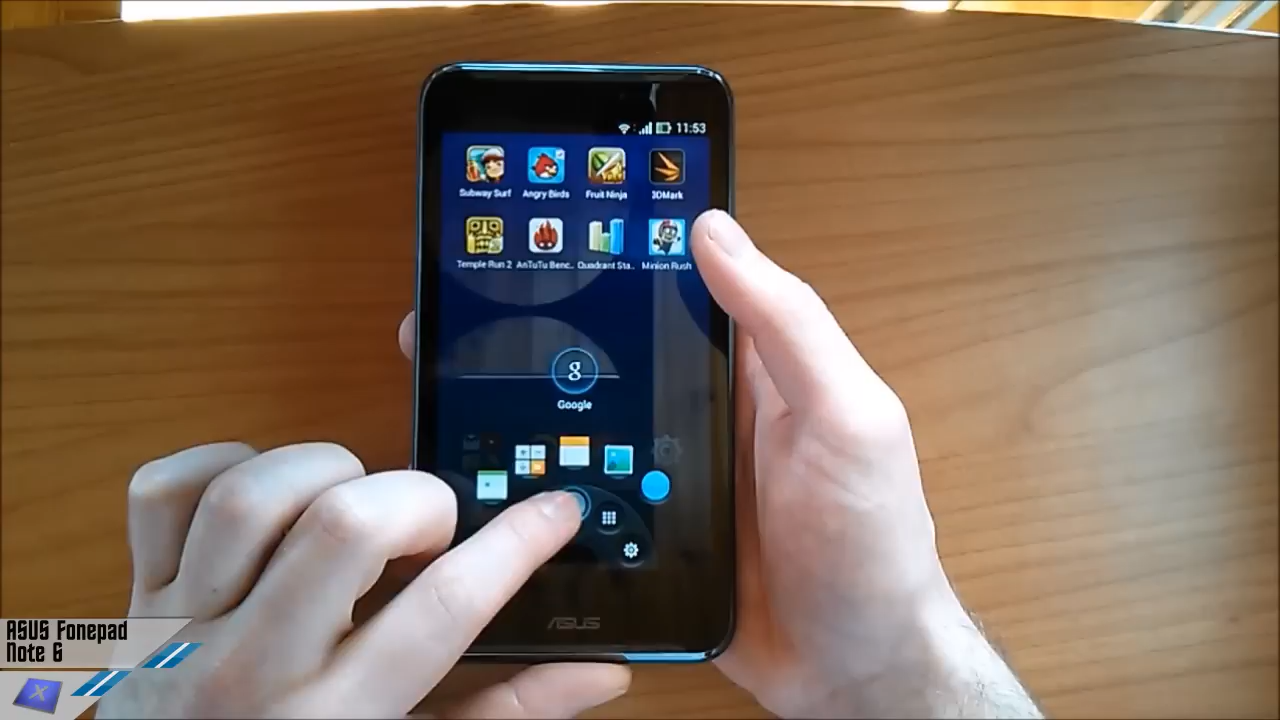 11:53
Subway Surf Angry Birds Fruit Ninja 3DMark
Temple Run 2 AnTuTu Benc.. Quadrant Sta.. Minion Rush
g
Google
ASUS
ASUS Fonepad
Note 6
X